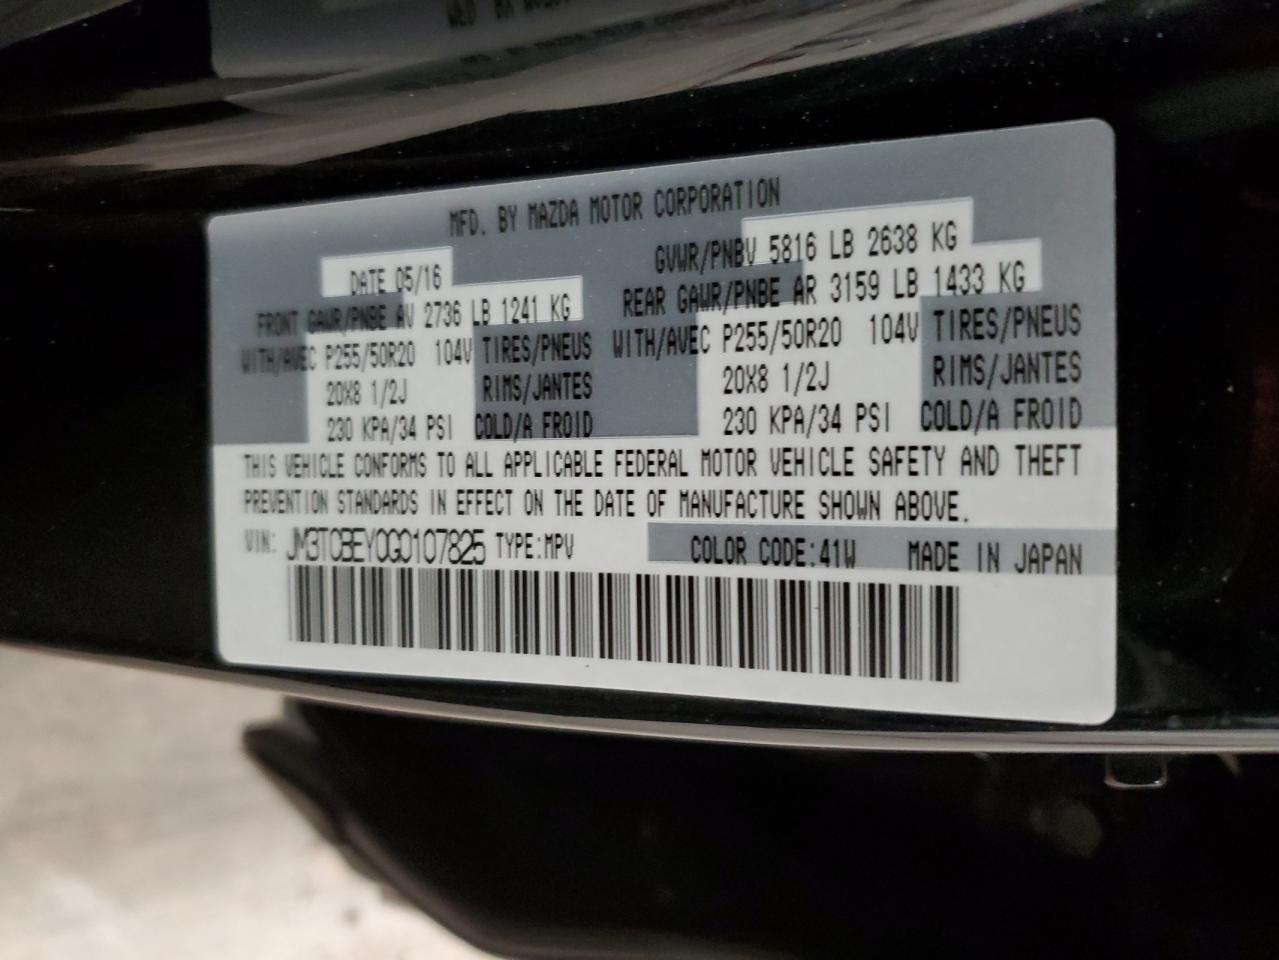 MFD. BY MAZDA MOTOR CORPORATION
DATE 05/16
GVWR/PNBV 5816 LB 2638 KG
FRONT GAWR/PNBE AV 2736 LB 1241 KG
REAR GAWR/PNBE AR 3159 LB 1433 KG
WITH/AVEC P255/50R20 104V TIRES/PNEUS
WITH/AVEC P255/50R20 104V TIRES/PNEUS
20X8 1/2J RIMS/JANTES
20X8 1/2J RIMS/JANTES
230 KPA/34 PSI COLD/A FROID
230 KPA/34 PSI COLD/A FROID
THIS VEHICLE CONFORMS TO ALL APPLICABLE FEDERAL MOTOR VEHICLE SAFETY AND THEFT
PREVENTION STANDARDS IN EFFECT ON THE DATE OF MANUFACTURE SHOWN ABOVE.
VIN: JM3TCBEY0G0107825 TYPE:MPV COLOR CODE:41W MADE IN JAPAN